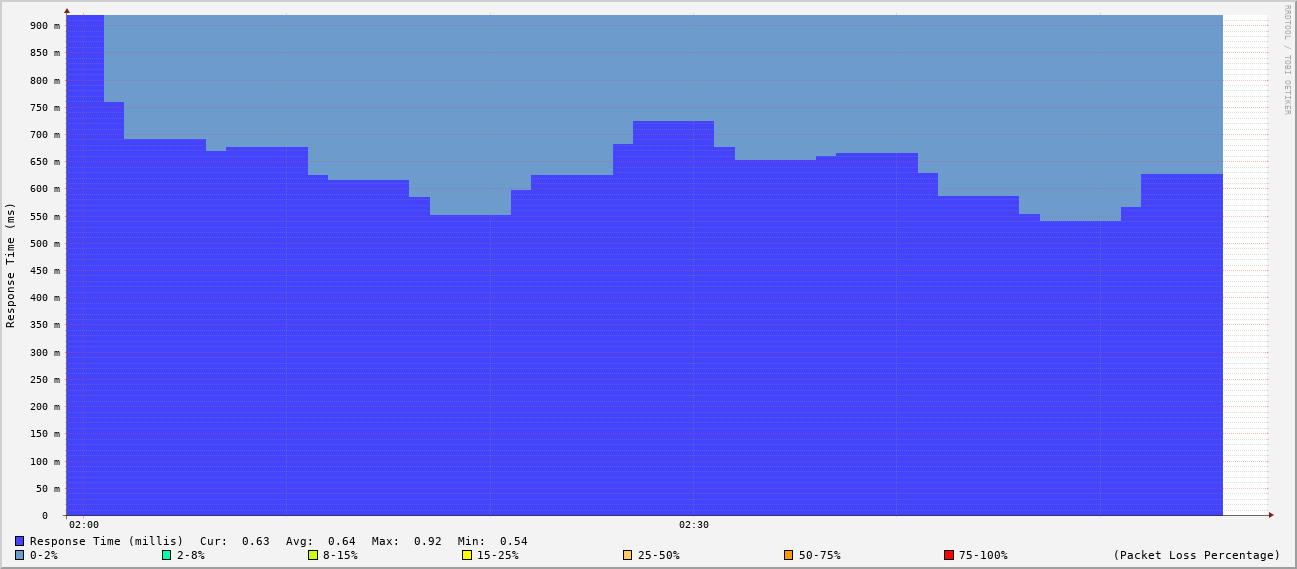 RRDTOOL / TOBI OETIKER
Response Time (ms)
900 m
850 m
800 m
750 m
700 m
650 m
600 m
550 m
500 m
450 m
400 m
350 m
300 m
250 m
200 m
150 m
100 m
50 m
0
02:00 02:30
Response Time (millis) Cur: 0.63 Avg: 0.64 Max: 0.92 Min: 0.54
0-2% 2-8% 8-15% 15-25% 25-50% 50-75% 75-100% (Packet Loss Percentage)